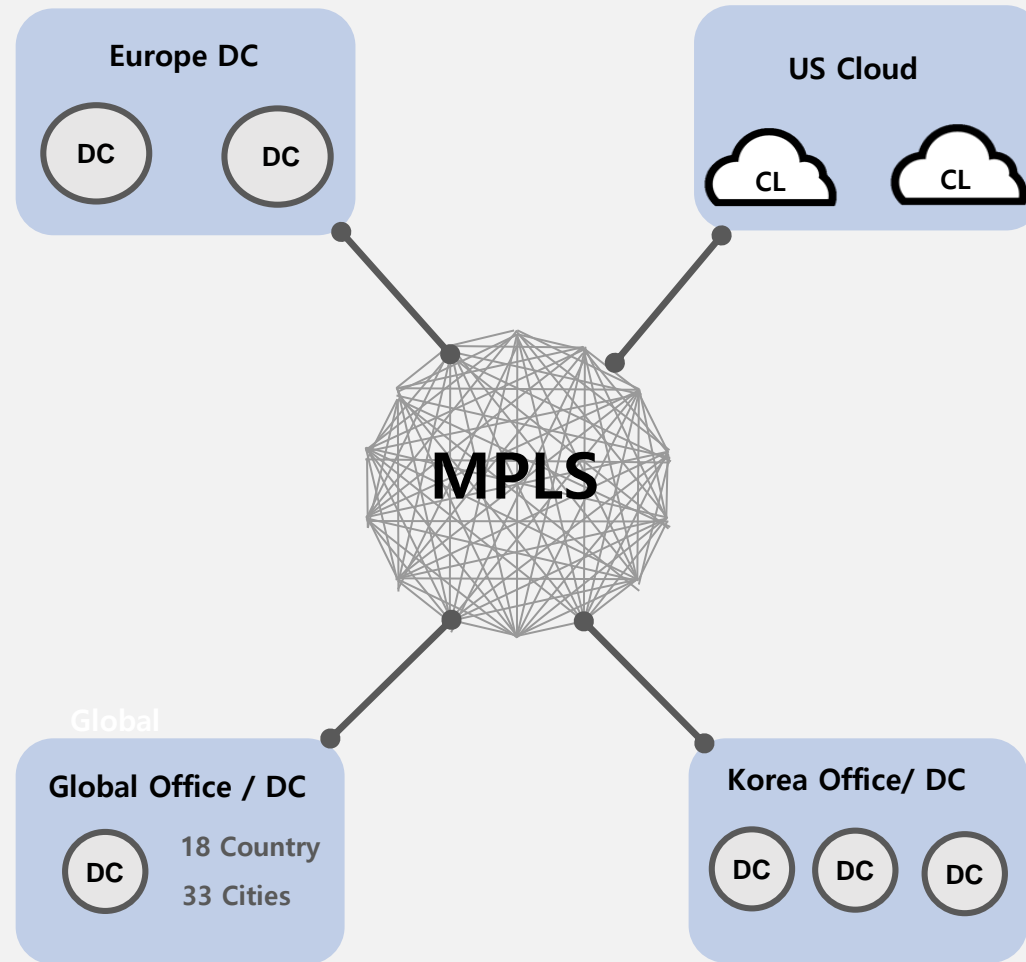 Europe DC
DC
DC
US Cloud
CL
CL
MPLS
Global
Global Office / DC
DC
18 Country
33 Cities
Korea Office/ DC
DC
DC
DC